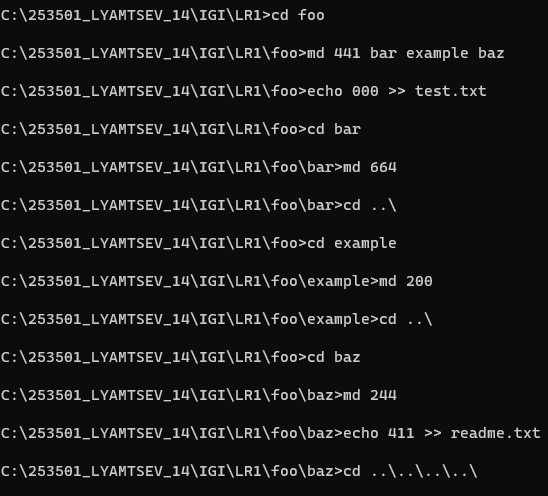 C:\253501_LYAMTSEV_14\IGI\LR1>cd foo
C:\253501_LYAMTSEV_14\IGI\LR1\foo>md 441 bar example baz
C:\253501_LYAMTSEV_14\IGI\LR1\foo>echo 000 >> test.txt
C:\253501_LYAMTSEV_14\IGI\LR1\foo>cd bar
C:\253501_LYAMTSEV_14\IGI\LR1\foo\bar>md 664
C:\253501_LYAMTSEV_14\IGI\LR1\foo\bar>cd ..\
C:\253501_LYAMTSEV_14\IGI\LR1\foo>cd example
C:\253501_LYAMTSEV_14\IGI\LR1\foo\example>md 200
C:\253501_LYAMTSEV_14\IGI\LR1\foo\example>cd ..\
C:\253501_LYAMTSEV_14\IGI\LR1\foo>cd baz
C:\253501_LYAMTSEV_14\IGI\LR1\foo\baz>md 244
C:\253501_LYAMTSEV_14\IGI\LR1\foo\baz>echo 411 >> readme.txt
C:\253501_LYAMTSEV_14\IGI\LR1\foo\baz>cd ..\..\..\..\